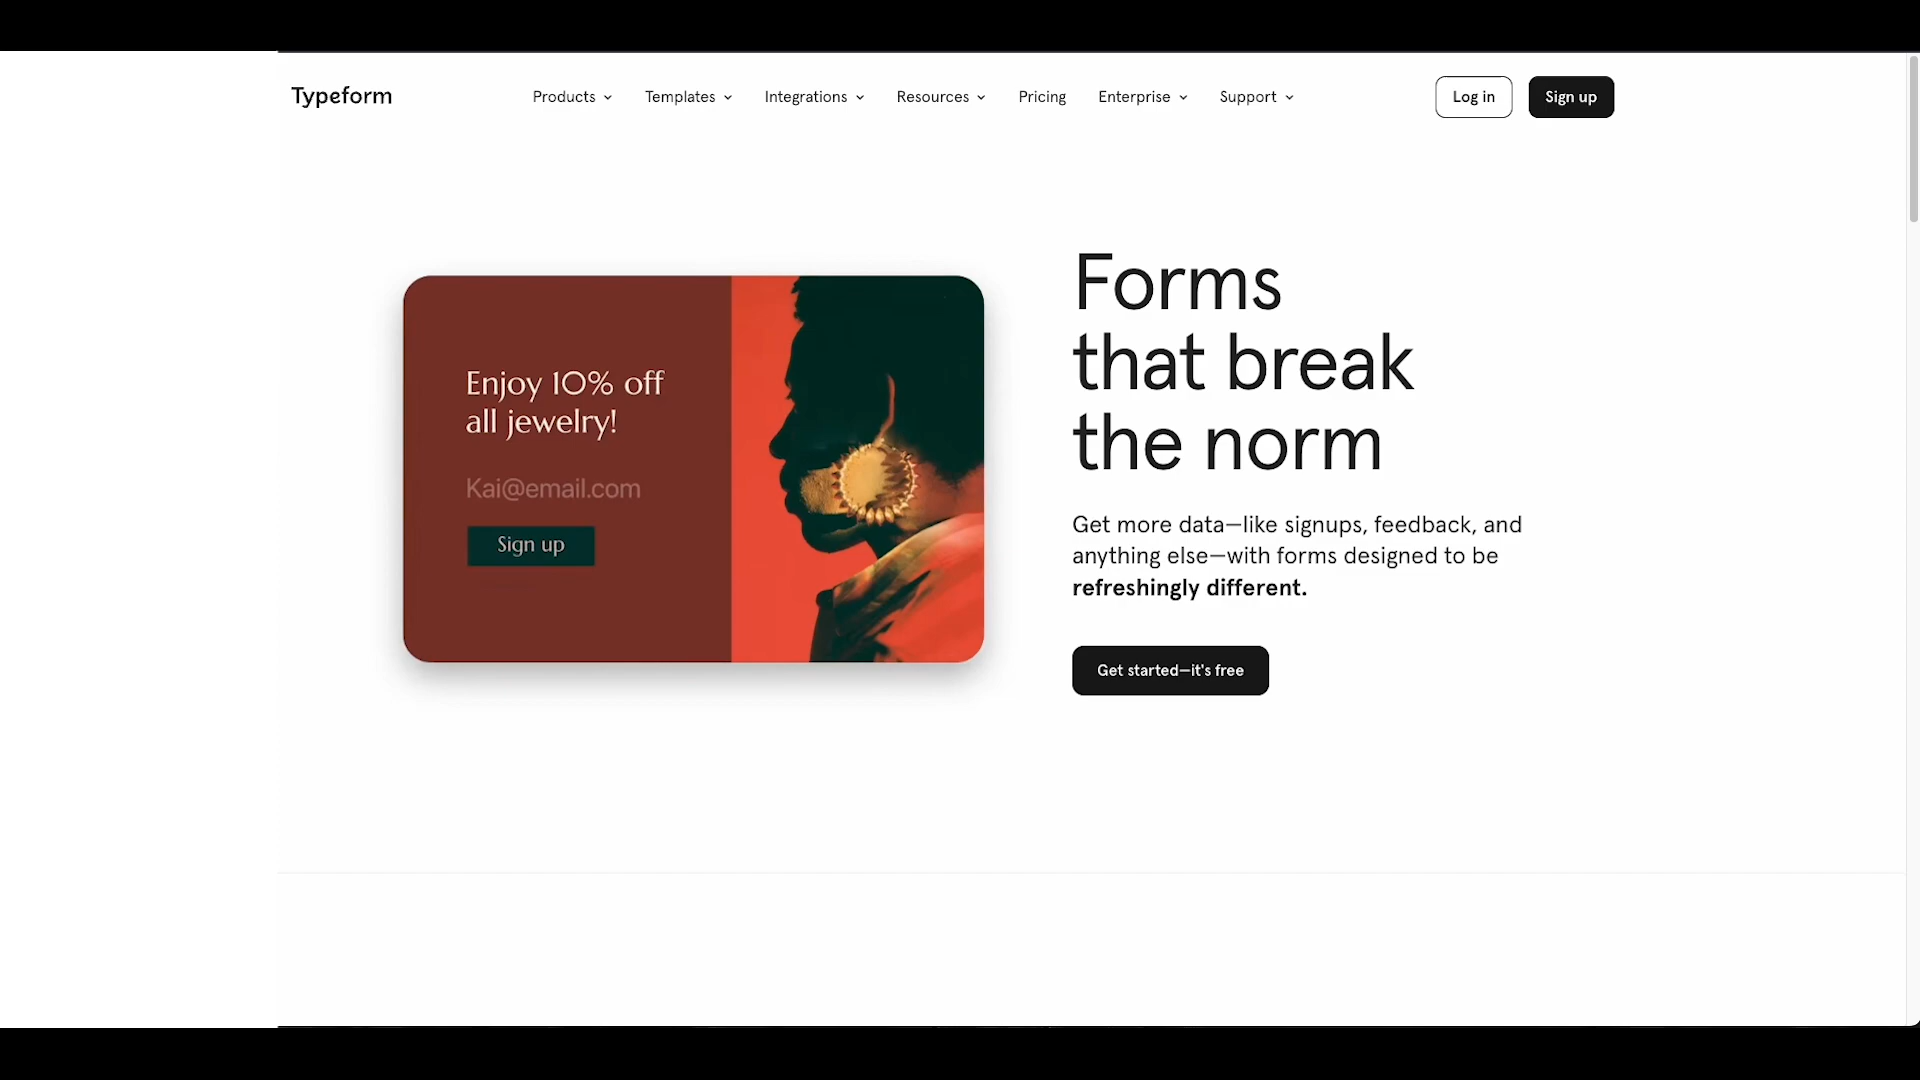 Typeform
Products
Templates
Integrations
Resources
Pricing
Enterprise
Support
Log in
Sign up
Enjoy 10% off
all jewelry!
Kai@email.com
Sign up
Forms
that break
the norm
Get more data—like signups, feedback, and
anything else—with forms designed to be
refreshingly different.
Get started—it's free